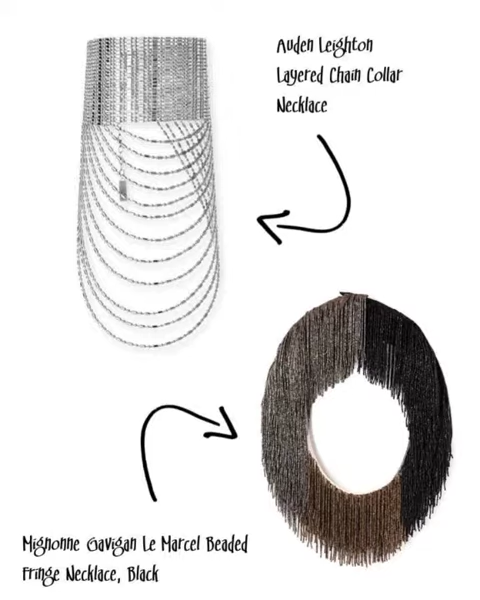 Auden Leighton
Layered Chain Collar
Necklace
Mignonne Gavigan Le Marcel Beaded
Fringe Necklace, Black